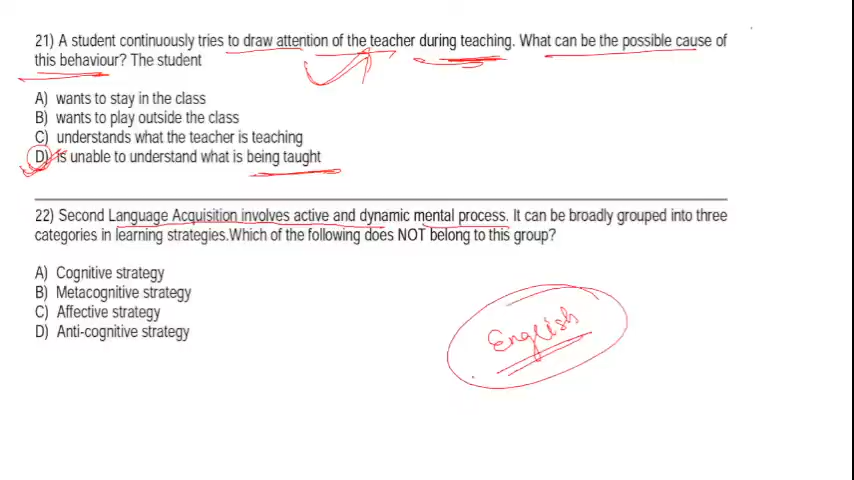 21) A student continuously tries to draw attention of the teacher during teaching. What can be the possible cause of
this behaviour? The student
A) wants to stay in the class
B) wants to play outside the class
C) understands what the teacher is teaching
D) is unable to understand what is being taught
22) Second Language Acquisition involves active and dynamic mental process. It can be broadly grouped into three
categories in learning strategies.Which of the following does NOT belong to this group?
A) Cognitive strategy
B) Metacognitive strategy
C) Affective strategy
D) Anti-cognitive strategy
English